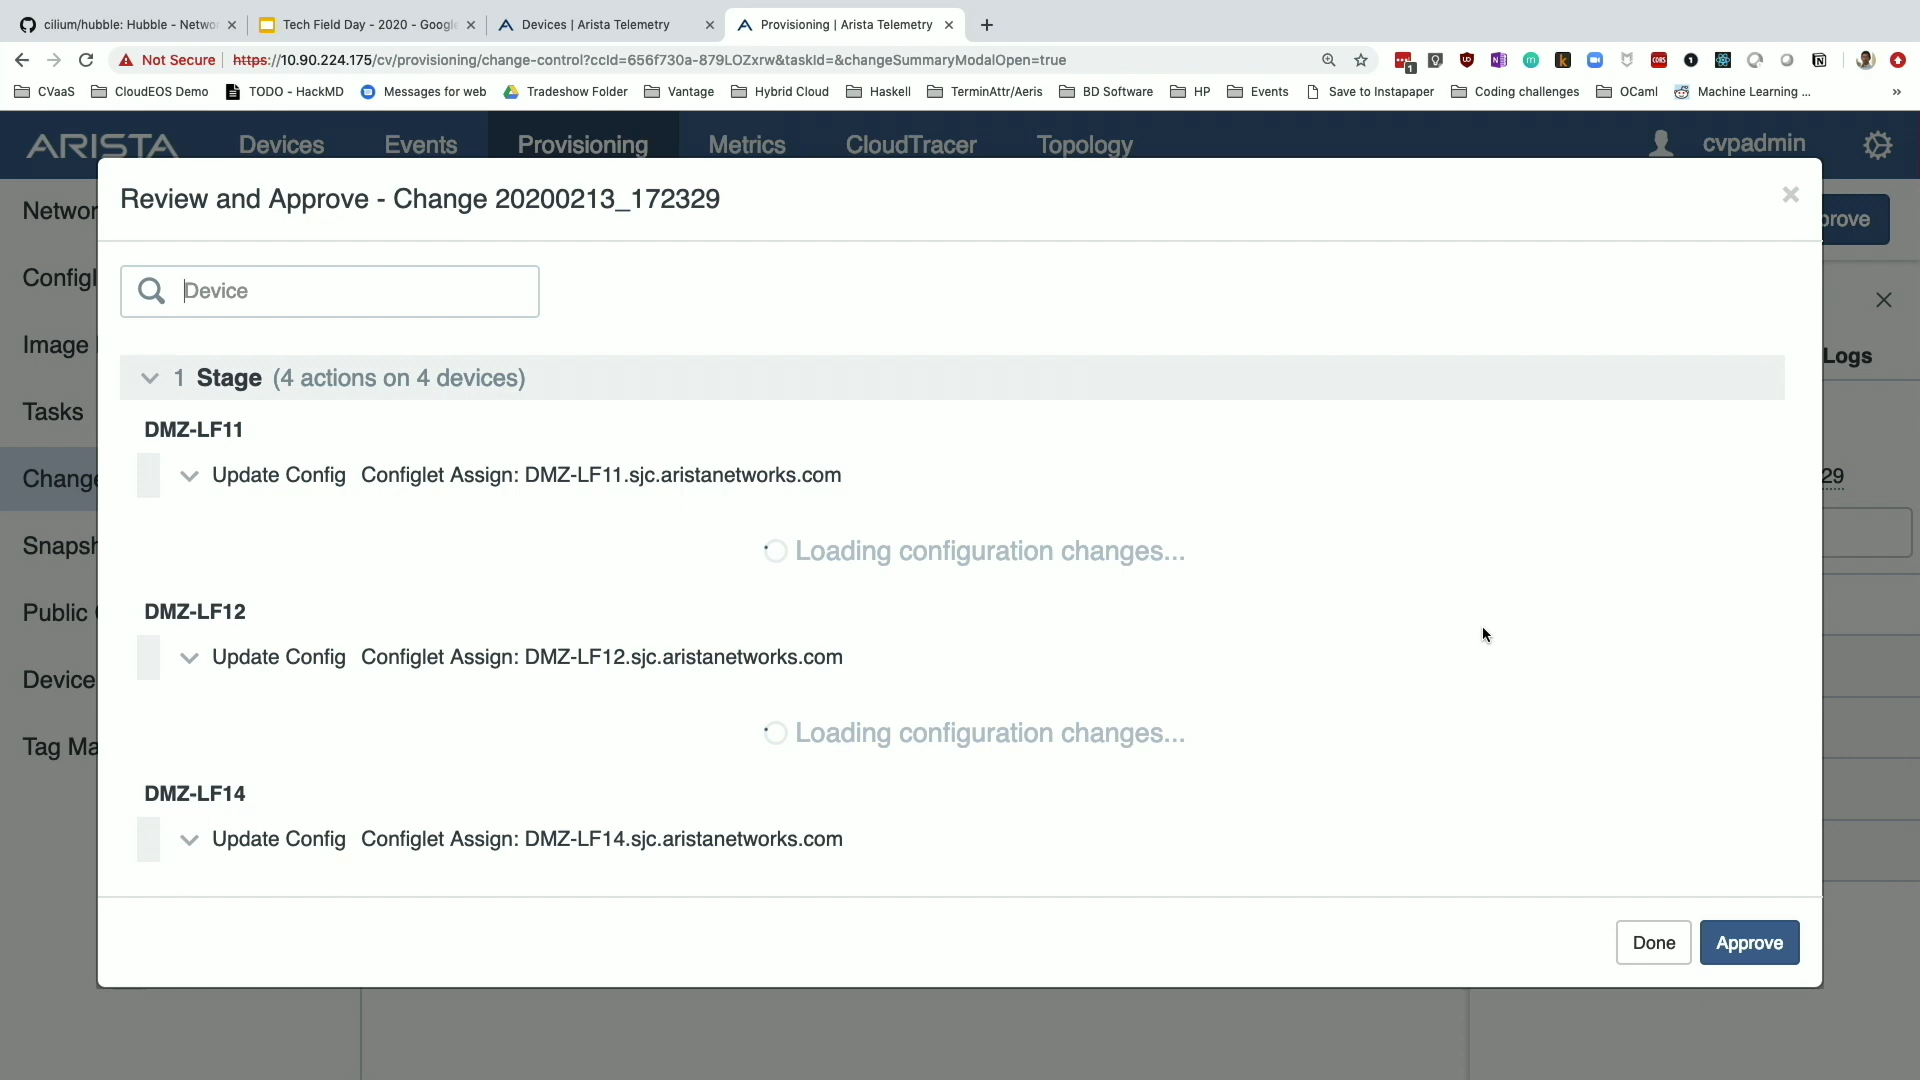 cilium/hubble: Hubble - Netwo
Tech Field Day - 2020 - Google
Devices | Arista Telemetry
Provisioning | Arista Telemetry
Not Secure
https://10.90.224.175/cv/provisioning/change-control?ccId=656f730a-879LOZxrw&taskId=&changeSummaryModalOpen=true
CVaaS
CloudEOS Demo
TODO - HackMD
Messages for web
Tradeshow Folder
Vantage
Hybrid Cloud
Haskell
TerminAttr/Aeris
BD Software
HP
Events
Save to Instapaper
Coding challenges
OCaml
Machine Learning ...
»
ARISTA
Devices
Events
Provisioning
Metrics
CloudTracer
Topology
cvpadmin
Review and Approve - Change 20200213_172329
Networ
Configl
Image
Tasks
Change
Snapsh
Public
Device
Tag Ma
prove
Logs
29
Device
1 Stage (4 actions on 4 devices)
DMZ-LF11
Update Config Configlet Assign: DMZ-LF11.sjc.aristanetworks.com
Loading configuration changes...
DMZ-LF12
Update Config Configlet Assign: DMZ-LF12.sjc.aristanetworks.com
Loading configuration changes...
DMZ-LF14
Update Config Configlet Assign: DMZ-LF14.sjc.aristanetworks.com
Done
Approve